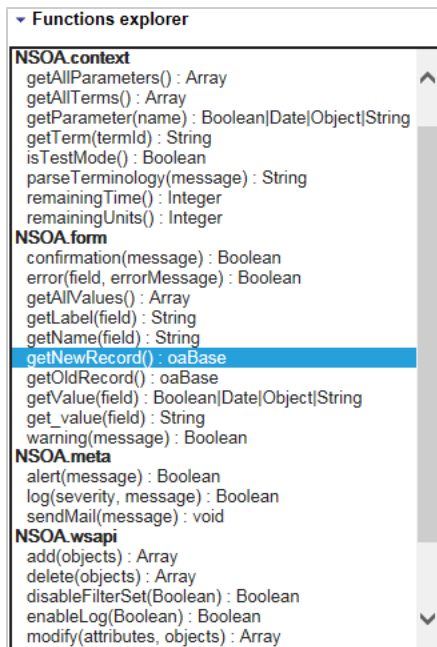 Functions explorer
NSOA.context
getAllParameters() : Array
getAllTerms() : Array
getParameter(name) : Boolean|Date|Object|String
getTerm(termId) : String
isTestMode() : Boolean
parseTerminology(message) : String
remainingTime() : Integer
remainingUnits() : Integer
NSOA.form
confirmation(message) : Boolean
error(field, errorMessage) : Boolean
getAllValues() : Array
getLabel(field) : String
getName(field) : String
getNewRecord() : oaBase
getOldRecord() : oaBase
getValue(field) : Boolean|Date|Object|String
get_value(field) : String
warning(message) : Boolean
NSOA.meta
alert(message) : Boolean
log(severity, message) : Boolean
sendMail(message) : void
NSOA.wsapi
add(objects) : Array
delete(objects) : Array
disableFilterSet(Boolean) : Boolean
enableLog(Boolean) : Boolean
modify(attributes, objects) : Array